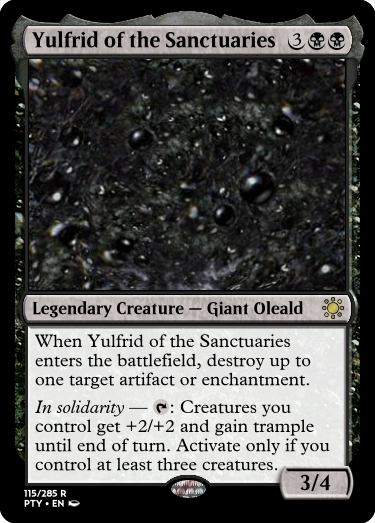 Yulfrid of the Sanctuaries 3
Legendary Creature — Giant Oleald
When Yulfrid of the Sanctuaries
enters the battlefield, destroy up to
one target artifact or enchantment.
In solidarity — : Creatures you
control get +2/+2 and gain trample
until end of turn. Activate only if you
control at least three creatures.
3/4
115/285 R
PTY • EN